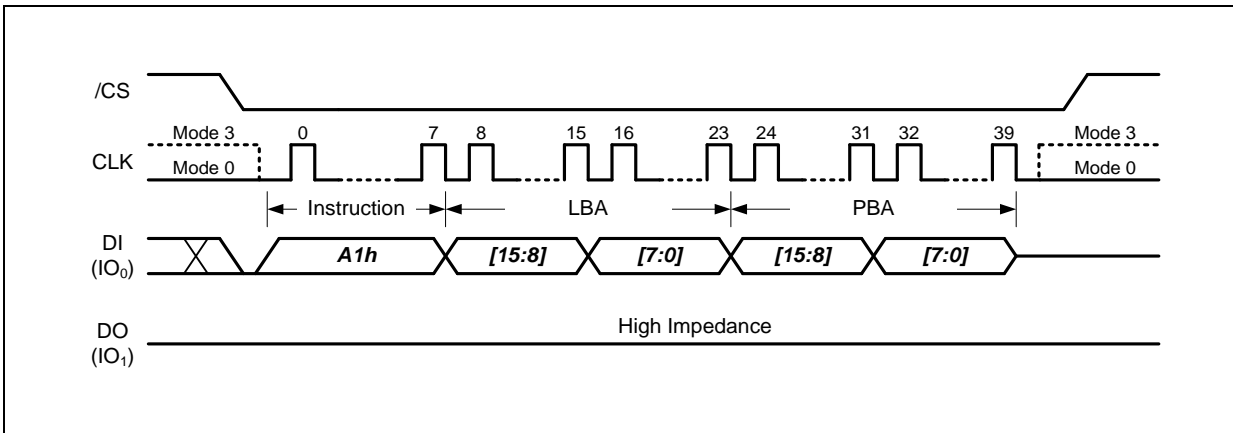 /CS
Mode 3 0 7 8 15 16 23 24 31 32 39 Mode 3
CLK
Mode 0 Mode 0
Instruction LBA PBA
DI
(IO₀)
A1h [15:8] [7:0] [15:8] [7:0]
High Impedance
DO
(IO₁)